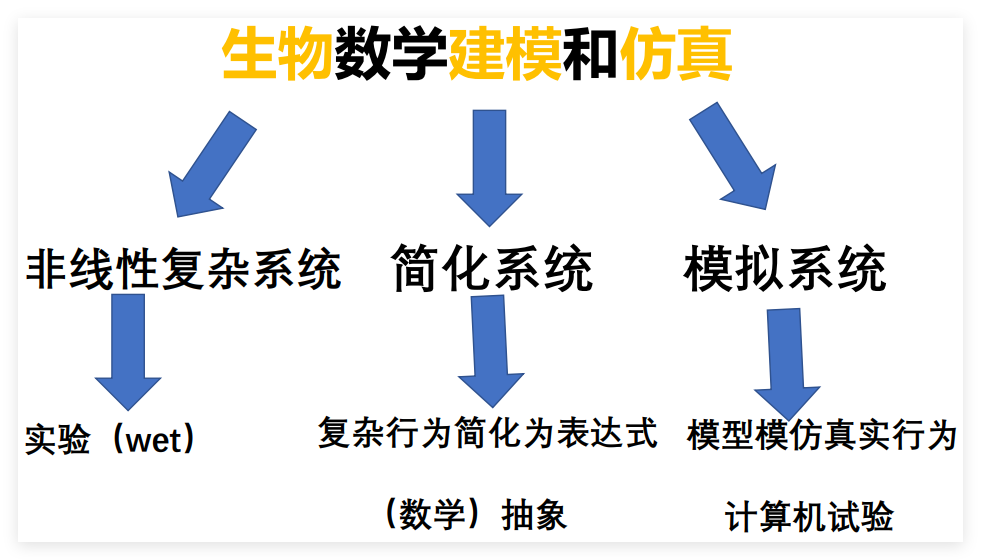 生物数学建模和仿真
非线性复杂系统
简化系统
模拟系统
实验（wet）
复杂行为简化为表达式
（数学）抽象
模型模仿真实行为
计算机试验